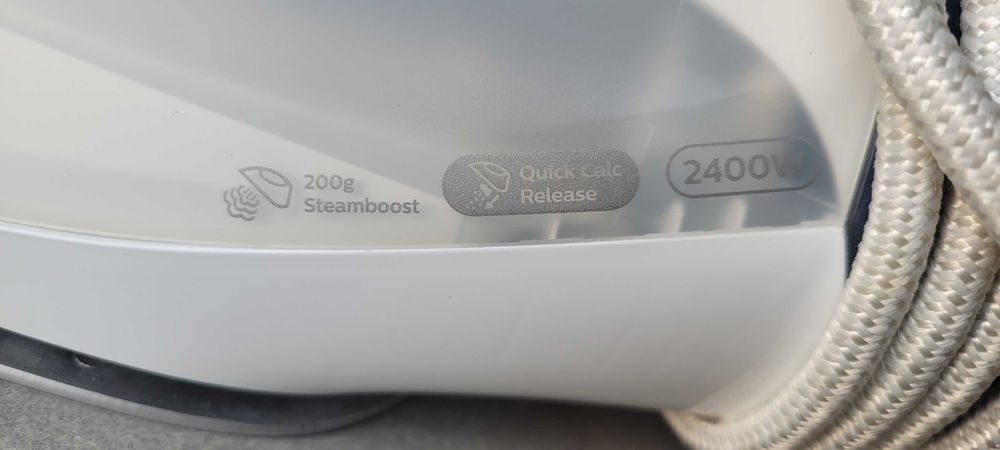 200g
Steamboost
Quick calc
Release
2400W